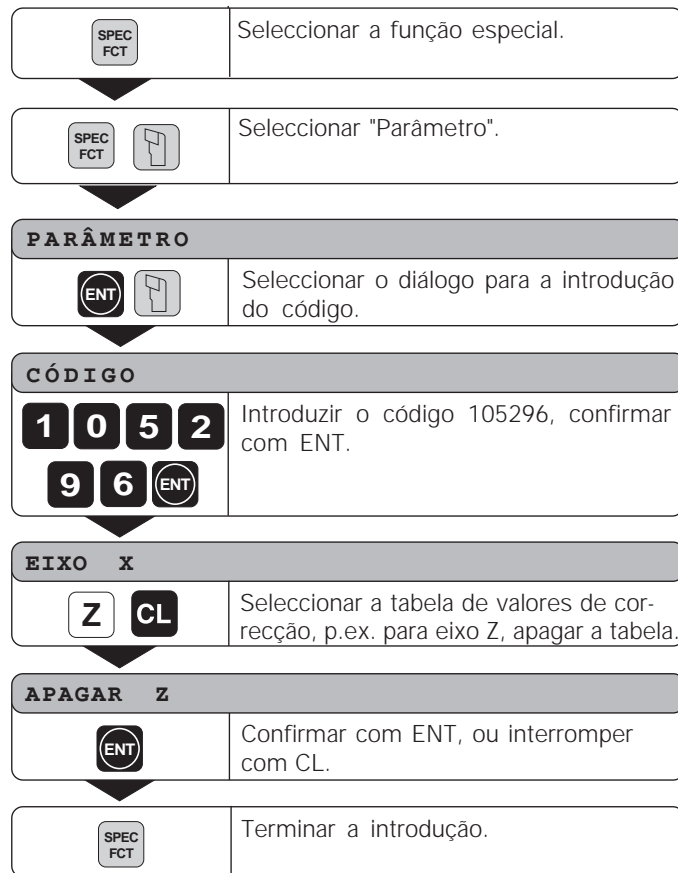 SPEC
FCT
Seleccionar a função especial.
SPEC
FCT
Seleccionar "Parâmetro".
PARÂMETRO
ENT
Seleccionar o diálogo para a introdução
do código.
CÓDIGO
1 0 5 2
9 6 ENT
Introduzir o código 105296, confirmar
com ENT.
EIXO X
Z CL
Seleccionar a tabela de valores de cor-
recção, p.ex. para eixo Z, apagar a tabela.
APAGAR Z
ENT
Confirmar com ENT, ou interromper
com CL.
SPEC
FCT
Terminar a introdução.